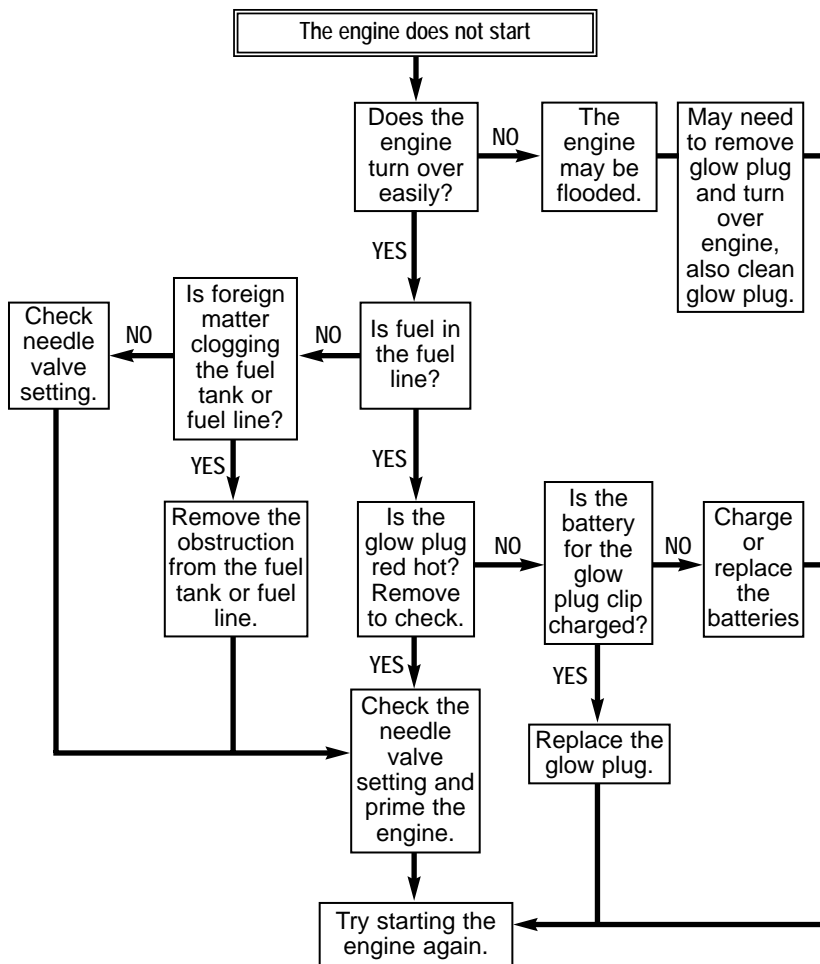 The engine does not start
Does the
engine
turn over
easily?
NO
The
engine
may be
flooded.
May need
to remove
glow plug
and turn
over
engine,
also clean
glow plug.
YES
Is fuel in
the fuel
line?
NO
Is foreign
matter
clogging
the fuel
tank or
fuel line?
NO
Check
needle
valve
setting.
YES
Remove the
obstruction
from the fuel
tank or fuel
line.
YES
Is the
glow plug
red hot?
Remove
to check.
NO
Is the
battery
for the
glow
plug clip
charged?
NO
Charge
or
replace
the
batteries
YES
Check the
needle
valve
setting and
prime the
engine.
YES
Replace the
glow plug.
Try starting the
engine again.